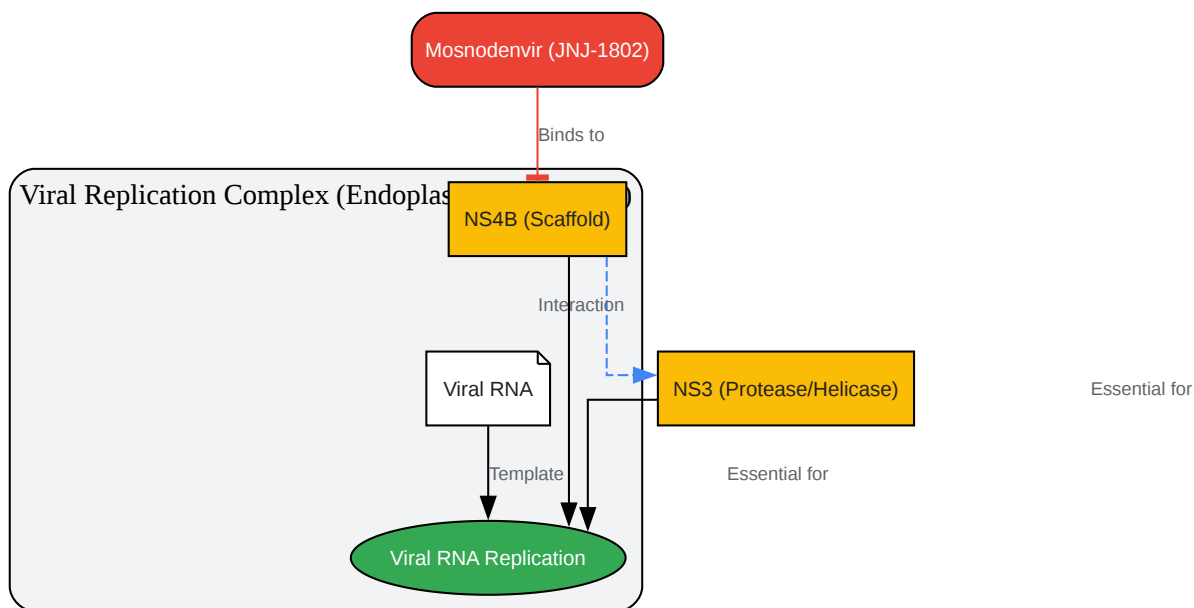 Mosnodenvir (JNJ-1802)
Binds to
Viral Replication Complex (Endoplas
)
NS4B (Scaffold)
Interaction
Viral RNA
NS3 (Protease/Helicase)
Essential for
Template
Essential for
Viral RNA Replication